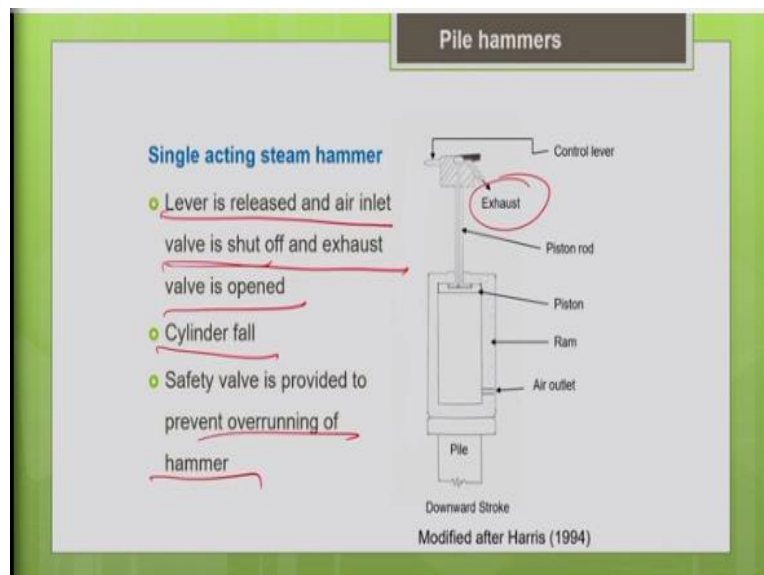 Pile hammers
Single acting steam hammer
Lever is released and air inlet
valve is shut off and exhaust
valve is opened
Cylinder fall
Safety valve is provided to
prevent overrunning of
hammer
Control lever
Exhaust
Piston rod
Piston
Ram
Air outlet
Pile
Downward Stroke
Modified after Harris (1994)